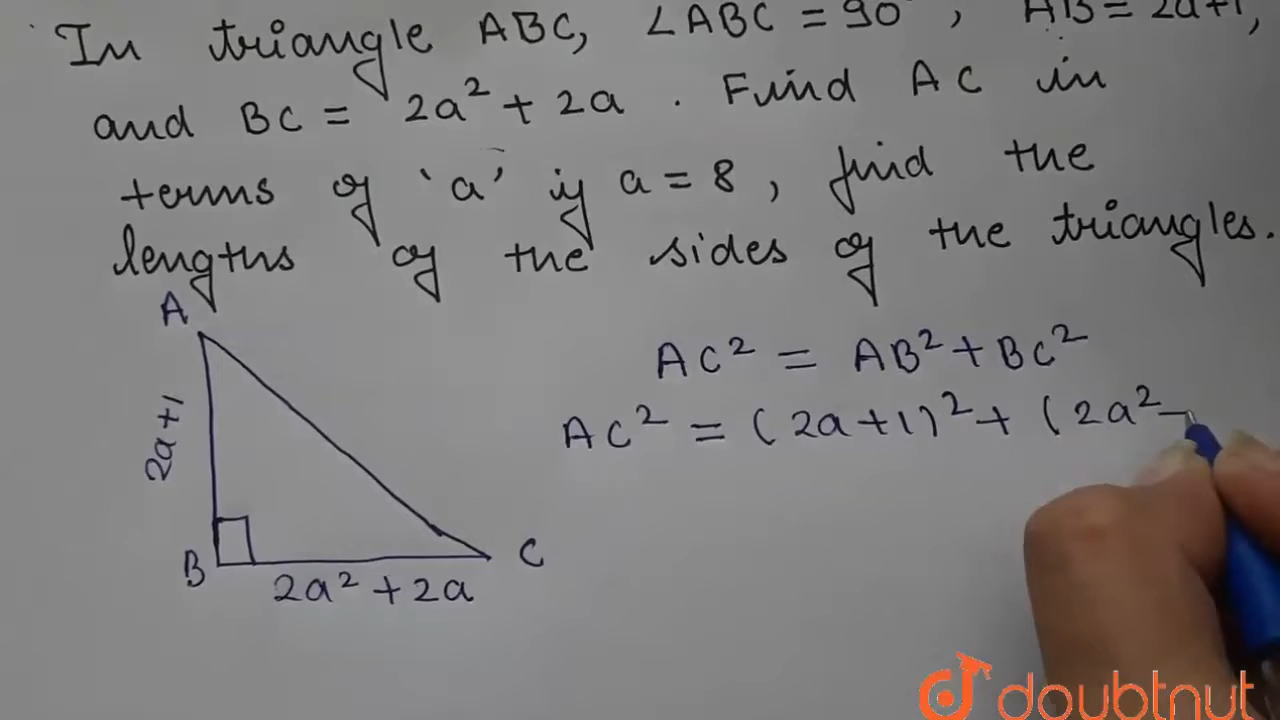 In triangle ABC, ∠ABC = 90°, AB = 2a+1,
and BC = 2a² + 2a . Find AC in
terms of 'a' if a = 8 , find the
lengths of the sides of the triangles.
A
2a+1
B
C
2a² + 2a
AC² = AB² + BC²
AC² = (2a+1)² + (2a²
doubtnut